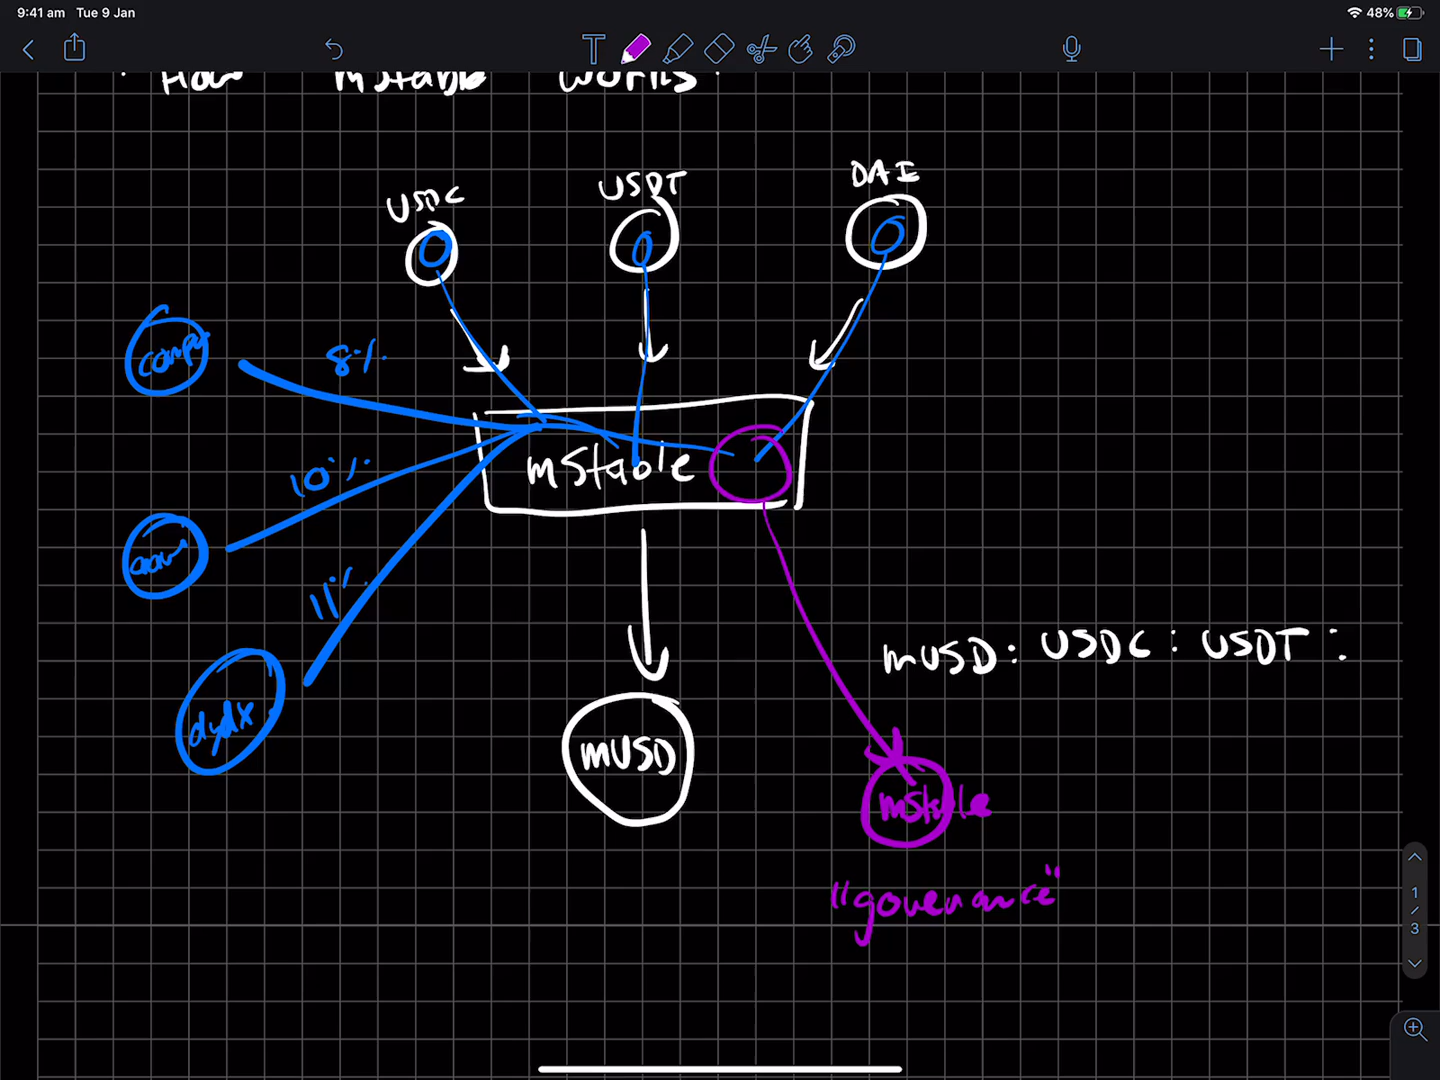 9:41 am Tue 9 Jan
48%
T
How mstable works
USDC
USDT
DAI
comp
8%
mStable
10%
aave
11%
mUSD: USDC: USDT:
dydx
mUSD
mStable
"govenance"
1
/
3